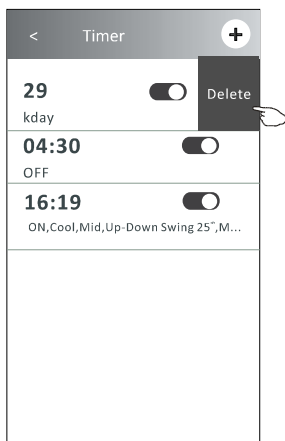 < Timer +
29 Delete
kday
04:30
OFF
16:19
ON,Cool,Mid,Up-Down Swing 25°,M...